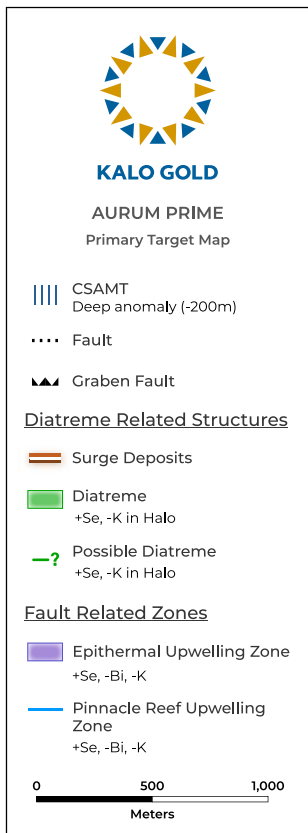 KALO GOLD
AURUM PRIME
Primary Target Map
CSAMT
Deep anomaly (-200m)
Fault
Graben Fault
Diatreme Related Structures
Surge Deposits
Diatreme
+Se, -K in Halo
?
Possible Diatreme
+Se, -K in Halo
Fault Related Zones
Epithermal Upwelling Zone
+Se, -Bi, -K
Pinnacle Reef Upwelling
Zone
+Se, -Bi, -K
0 500 1,000
Meters